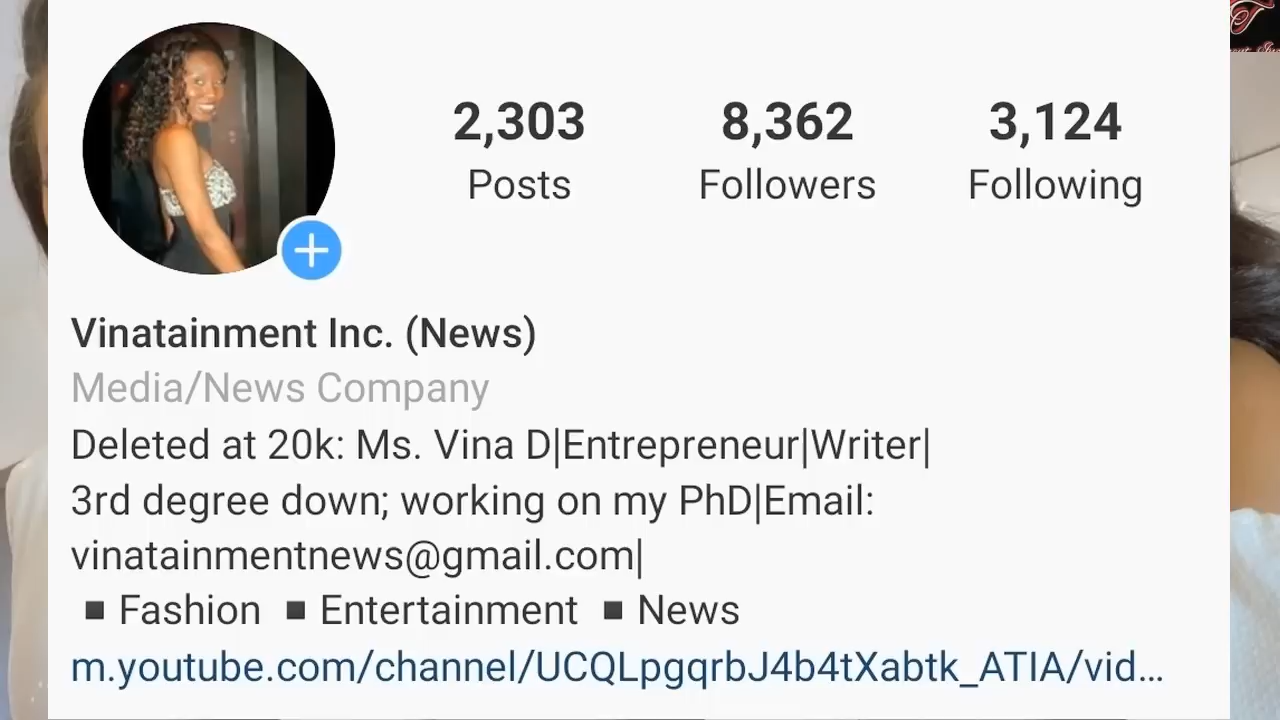 2,303 8,362 3,124
Posts Followers Following
Vinatainment Inc. (News)
Media/News Company
Deleted at 20k: Ms. Vina D|Entrepreneur|Writer|
3rd degree down; working on my PhD|Email:
vinatainmentnews@gmail.com|
▪Fashion ▪Entertainment ▪News
m.youtube.com/channel/UCQLpgqrbJ4b4tXabtk_ATIA/vid...